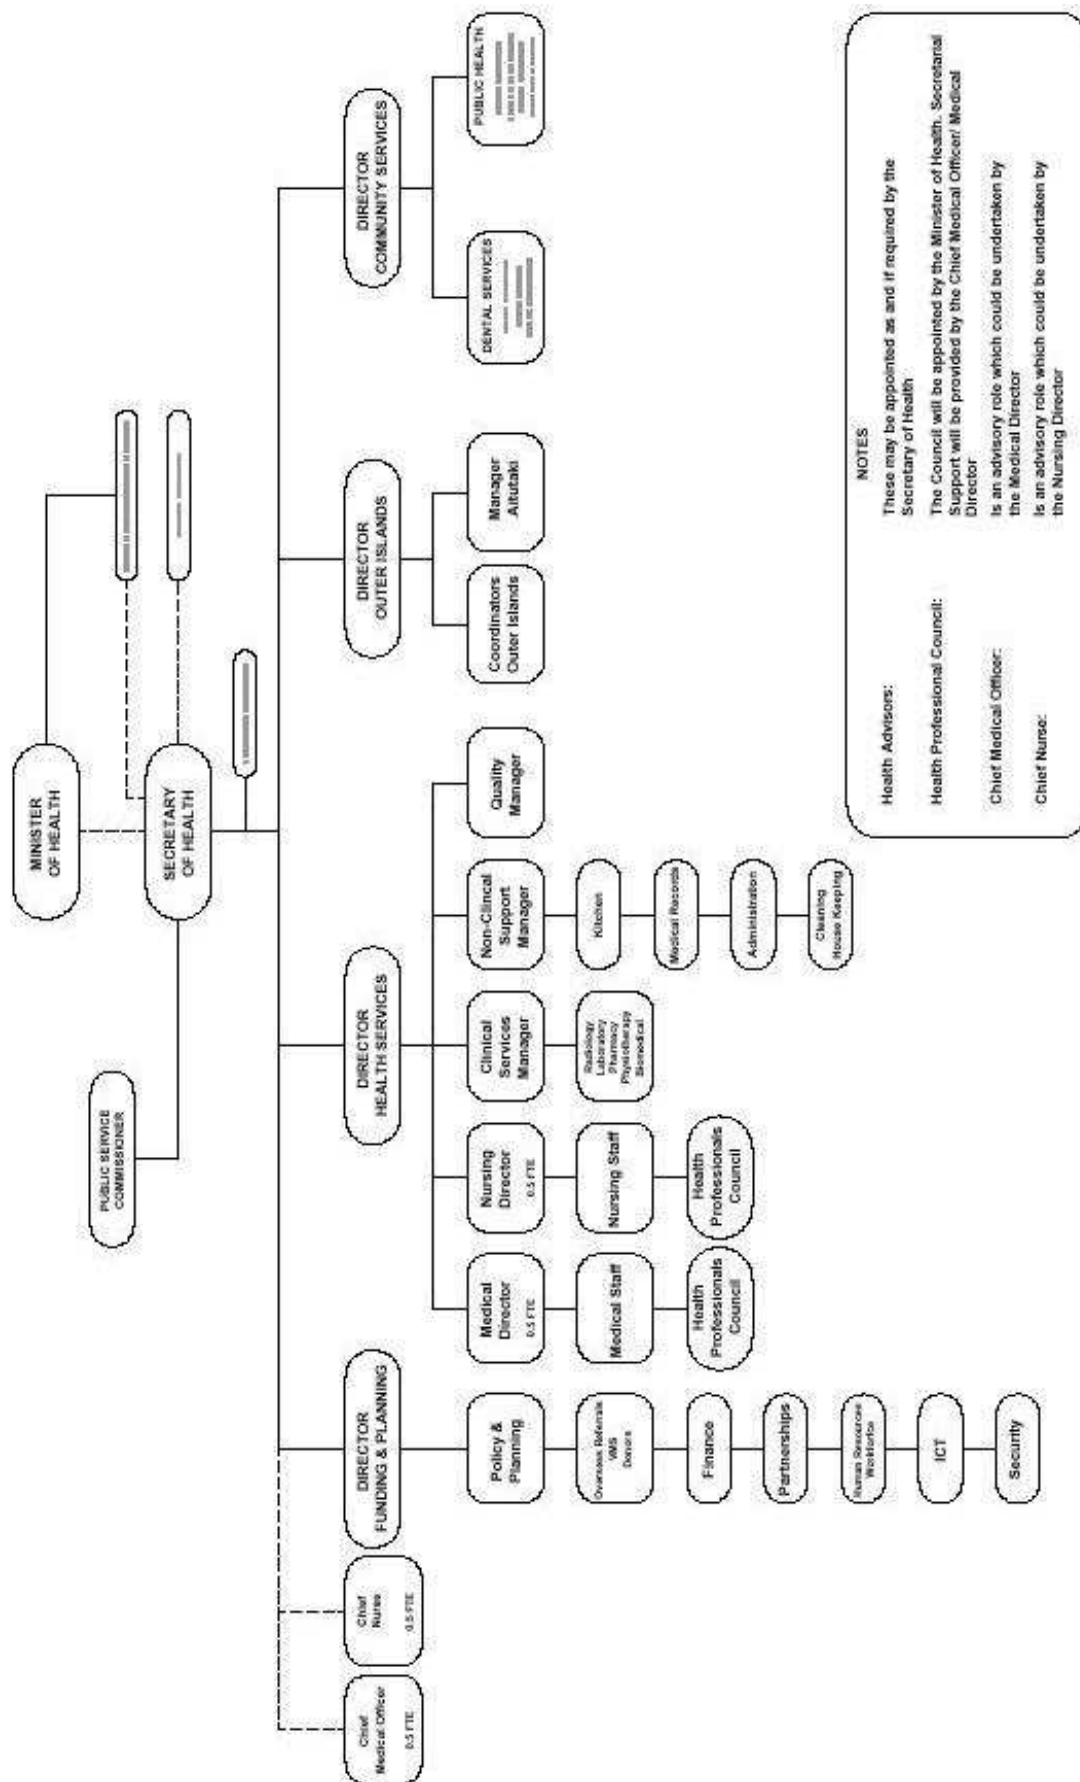 MINISTER
OF HEALTH
PUBLIC SERVICE
COMMISSIONER
SECRETARY
OF HEALTH
Chief
Medical Officer
0.5 FTE
Chief
Nurse
0.5 FTE
DIRECTOR
FUNDING & PLANNING
DIRECTOR
HEALTH SERVICES
DIRECTOR
OUTER ISLANDS
DIRECTOR
COMMUNITY SERVICES
Policy &
Planning
Overseas Referrals
VMS
Donors
Finance
Partnerships
Human Resources
Workforce
ICT
Security
Medical
Director
0.5 FTE
Medical Staff
Health
Professionals
Council
Nursing
Director
0.5 FTE
Nursing Staff
Health
Professionals
Council
Clinical
Services
Manager
Radiology
Laboratory
Pharmacy
Physiotherapy
Biomedical
Non-Clincal
Support
Manager
Kitchen
Medical Records
Administration
Cleaning
House Keeping
Quality
Manager
Coordinators
Outer Islands
Manager
Aitutaki
DENTAL SERVICES
PUBLIC HEALTH
NOTES
Health Advisors: These may be appointed as and if required by the
Secretary of Health
Health Professional Council: The Council will be appointed by the Minister of Health. Secretarial
Support will be provided by the Chief Medical Officer/ Medical
Director
Chief Medical Officer: Is an advisory role which could be undertaken by
the Medical Director
Chief Nurse: Is an advisory role which could be undertaken by
the Nursing Director